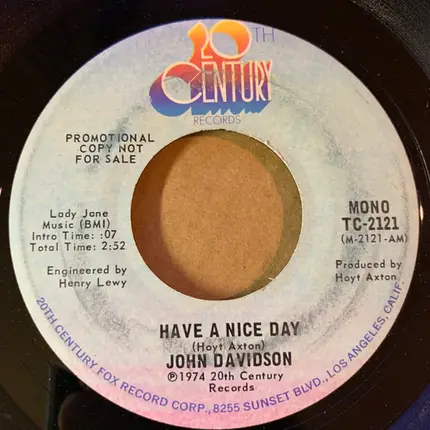 20TH
CENTURY
RECORDS
PROMOTIONAL
COPY NOT
FOR SALE
Lady Jane
Music (BMI)
Intro Time: :07
Total Time: 2:52
Engineered by
Henry Lewy
MONO
TC-2121
(M-2121-AM)
Produced by
Hoyt Axton
HAVE A NICE DAY
(Hoyt Axton)
JOHN DAVIDSON
℗1974 20th Century
Records
20TH CENTURY FOX RECORD CORP., 8255 SUNSET BLVD., LOS ANGELES, CALIF.